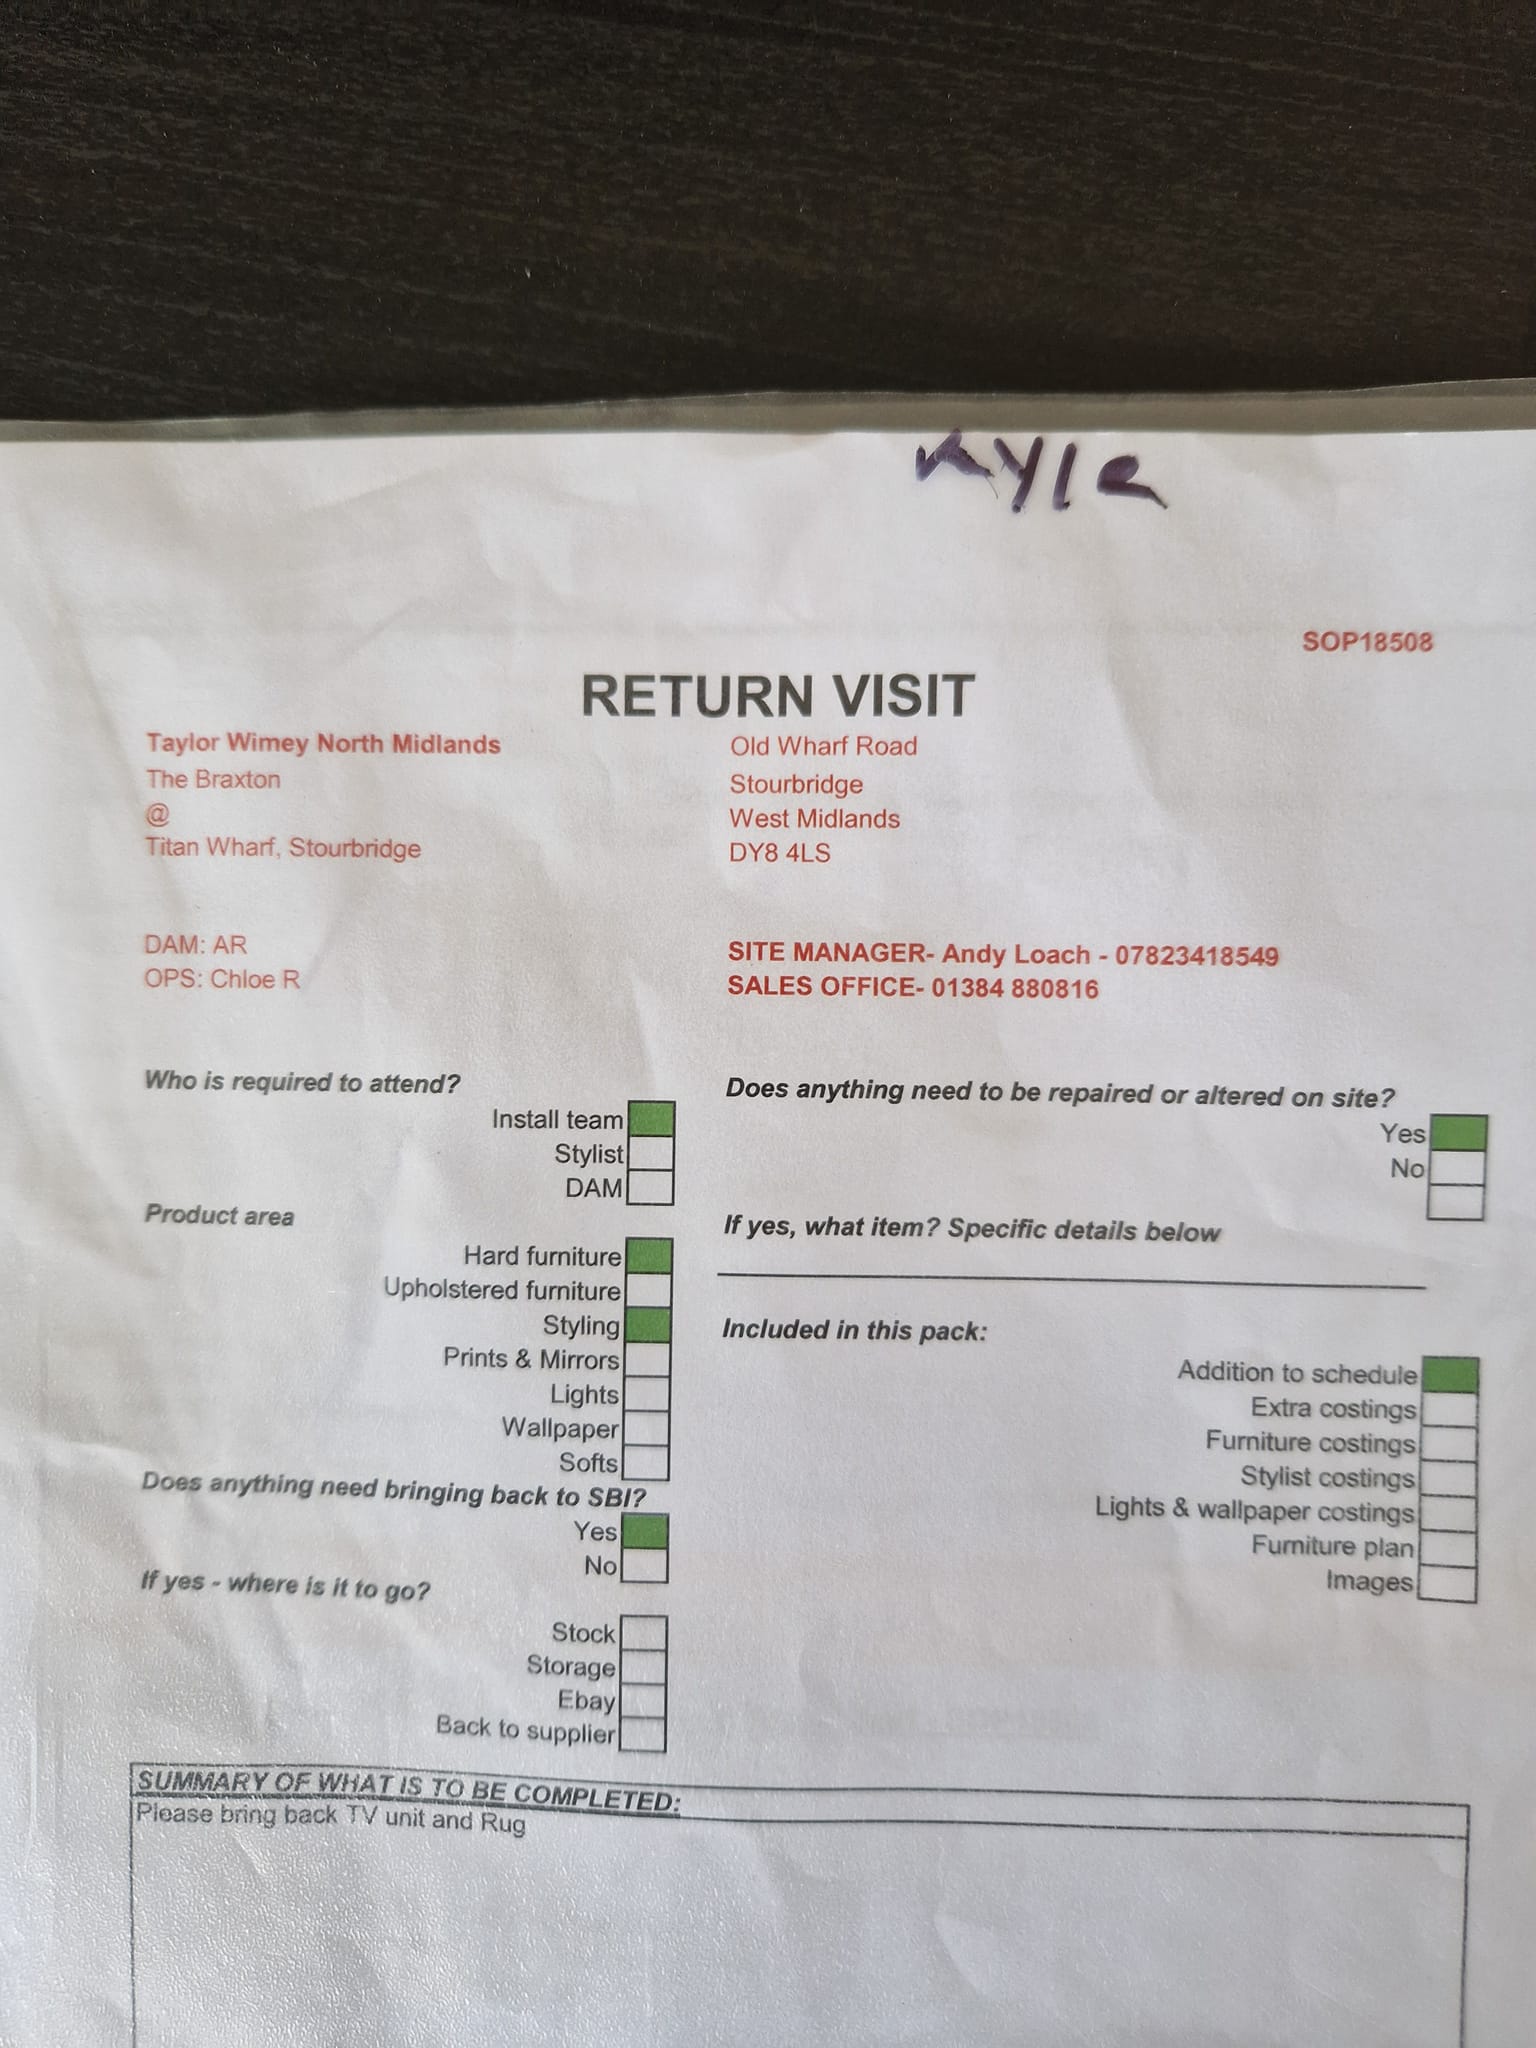 Kyle
SOP18508
RETURN VISIT
Taylor Wimey North Midlands
The Braxton
@
Titan Wharf, Stourbridge
Old Wharf Road
Stourbridge
West Midlands
DY8 4LS
DAM: AR
OPS: Chloe R
SITE MANAGER- Andy Loach - 07823418549
SALES OFFICE- 01384 880816
Who is required to attend?
Install team
Stylist
DAM
Product area
Hard furniture
Upholstered furniture
Styling
Prints & Mirrors
Lights
Wallpaper
Softs
Does anything need bringing back to SBI?
Yes
No
If yes - where is it to go?
Stock
Storage
Ebay
Back to supplier
Does anything need to be repaired or altered on site?
Yes
No
If yes, what item? Specific details below
Included in this pack:
Addition to schedule
Extra costings
Furniture costings
Stylist costings
Lights & wallpaper costings
Furniture plan
Images
SUMMARY OF WHAT IS TO BE COMPLETED:
Please bring back TV unit and Rug